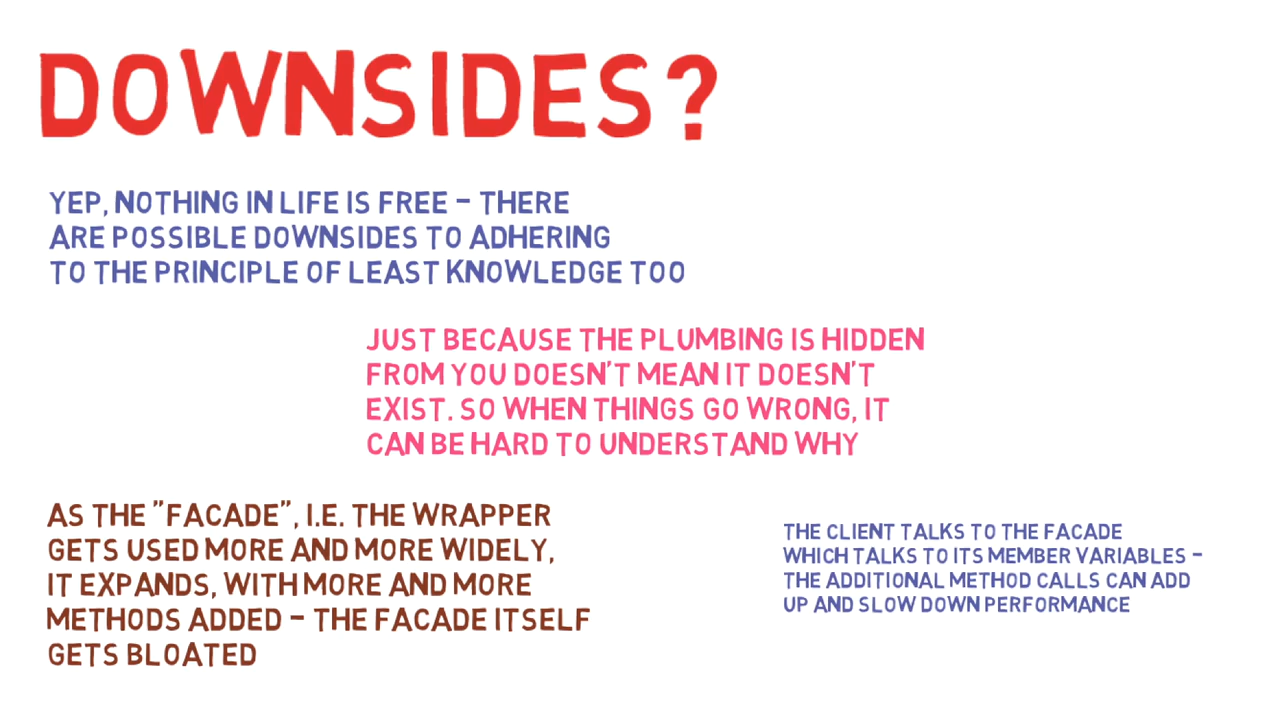 DOWNSIDES?
YEP, NOTHING IN LIFE IS FREE – THERE
ARE POSSIBLE DOWNSIDES TO ADHERING
TO THE PRINCIPLE OF LEAST KNOWLEDGE TOO
JUST BECAUSE THE PLUMBING IS HIDDEN
FROM YOU DOESN'T MEAN IT DOESN'T
EXIST. SO WHEN THINGS GO WRONG, IT
CAN BE HARD TO UNDERSTAND WHY
AS THE "FACADE", I.E. THE WRAPPER
GETS USED MORE AND MORE WIDELY,
IT EXPANDS, WITH MORE AND MORE
METHODS ADDED – THE FACADE ITSELF
GETS BLOATED
THE CLIENT TALKS TO THE FACADE
WHICH TALKS TO ITS MEMBER VARIABLES –
THE ADDITIONAL METHOD CALLS CAN ADD
UP AND SLOW DOWN PERFORMANCE